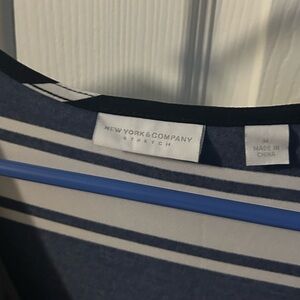 NEW YORK & COMPANY
STRETCH
M
MADE IN
CHINA